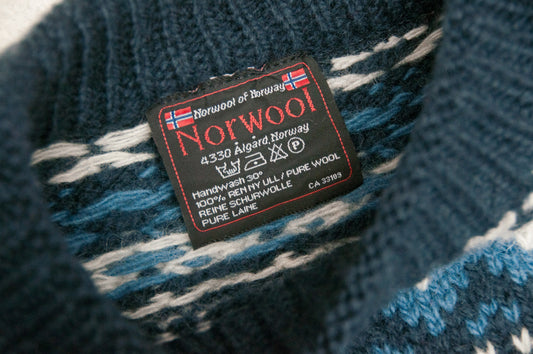 Norwool of Norway
Norwool
4330 Ålgård, Norway
Handwash 30°
100% REN NY ULL / PURE WOOL
REINE SCHURWOLLE
PURE LAINE
CA 33109